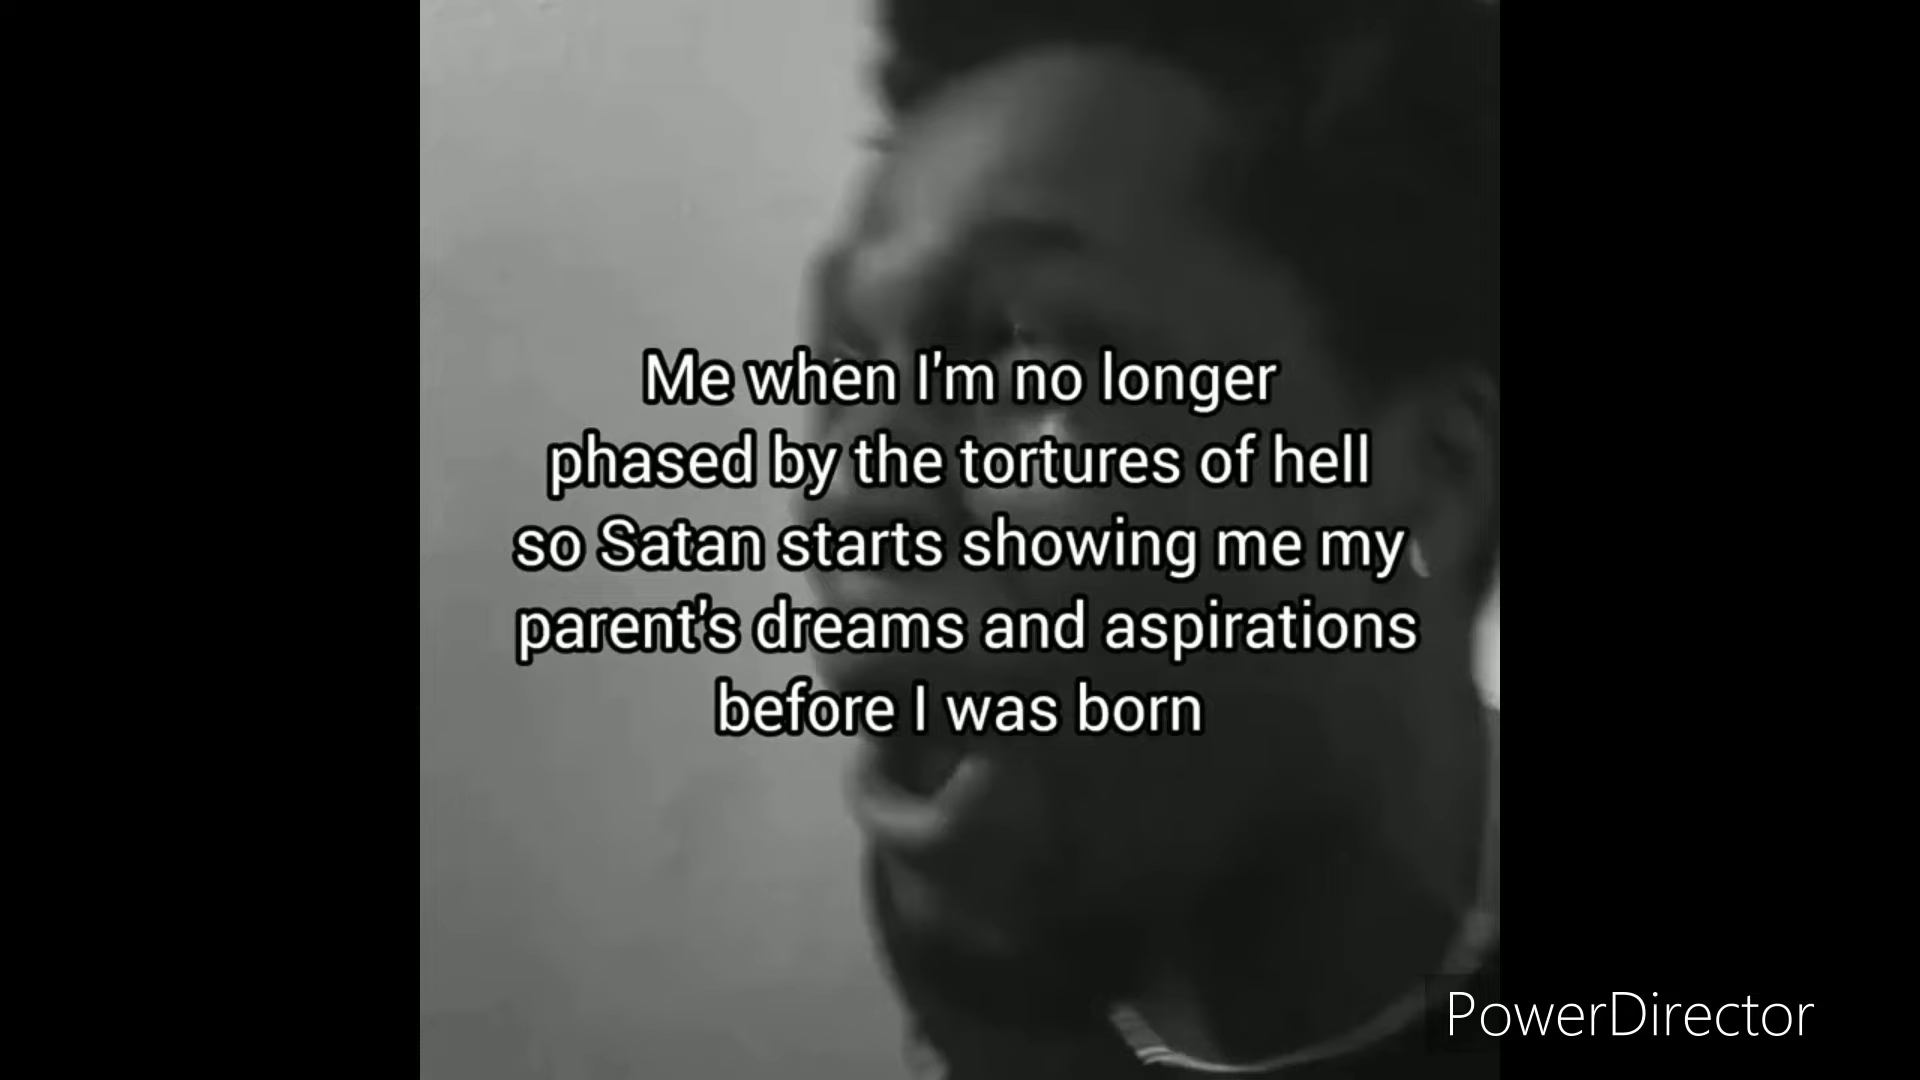 Me when I'm no longer
phased by the tortures of hell
so Satan starts showing me my
parent's dreams and aspirations
before I was born
PowerDirector